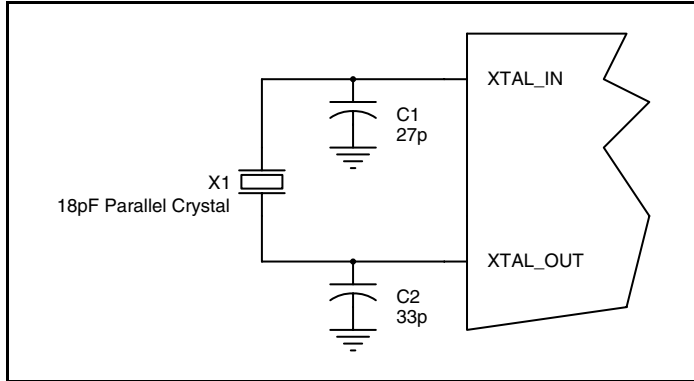 XTAL_IN
C1
27p
X1
18pF Parallel Crystal
XTAL_OUT
C2
33p